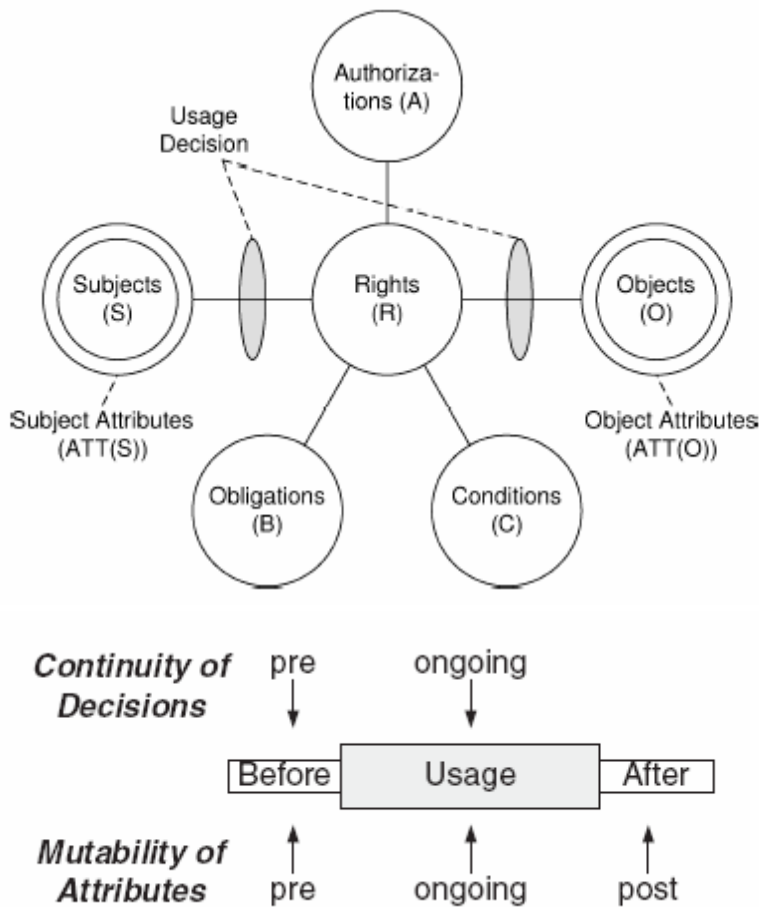 Authoriza-
tions (A)
Usage
Decision
Subjects
(S)
Rights
(R)
Objects
(O)
Subject Attributes
(ATT(S))
Object Attributes
(ATT(O))
Obligations
(B)
Conditions
(C)
Continuity of
Decisions
pre
ongoing
Before
Usage
After
Mutability of
Attributes
pre
ongoing
post